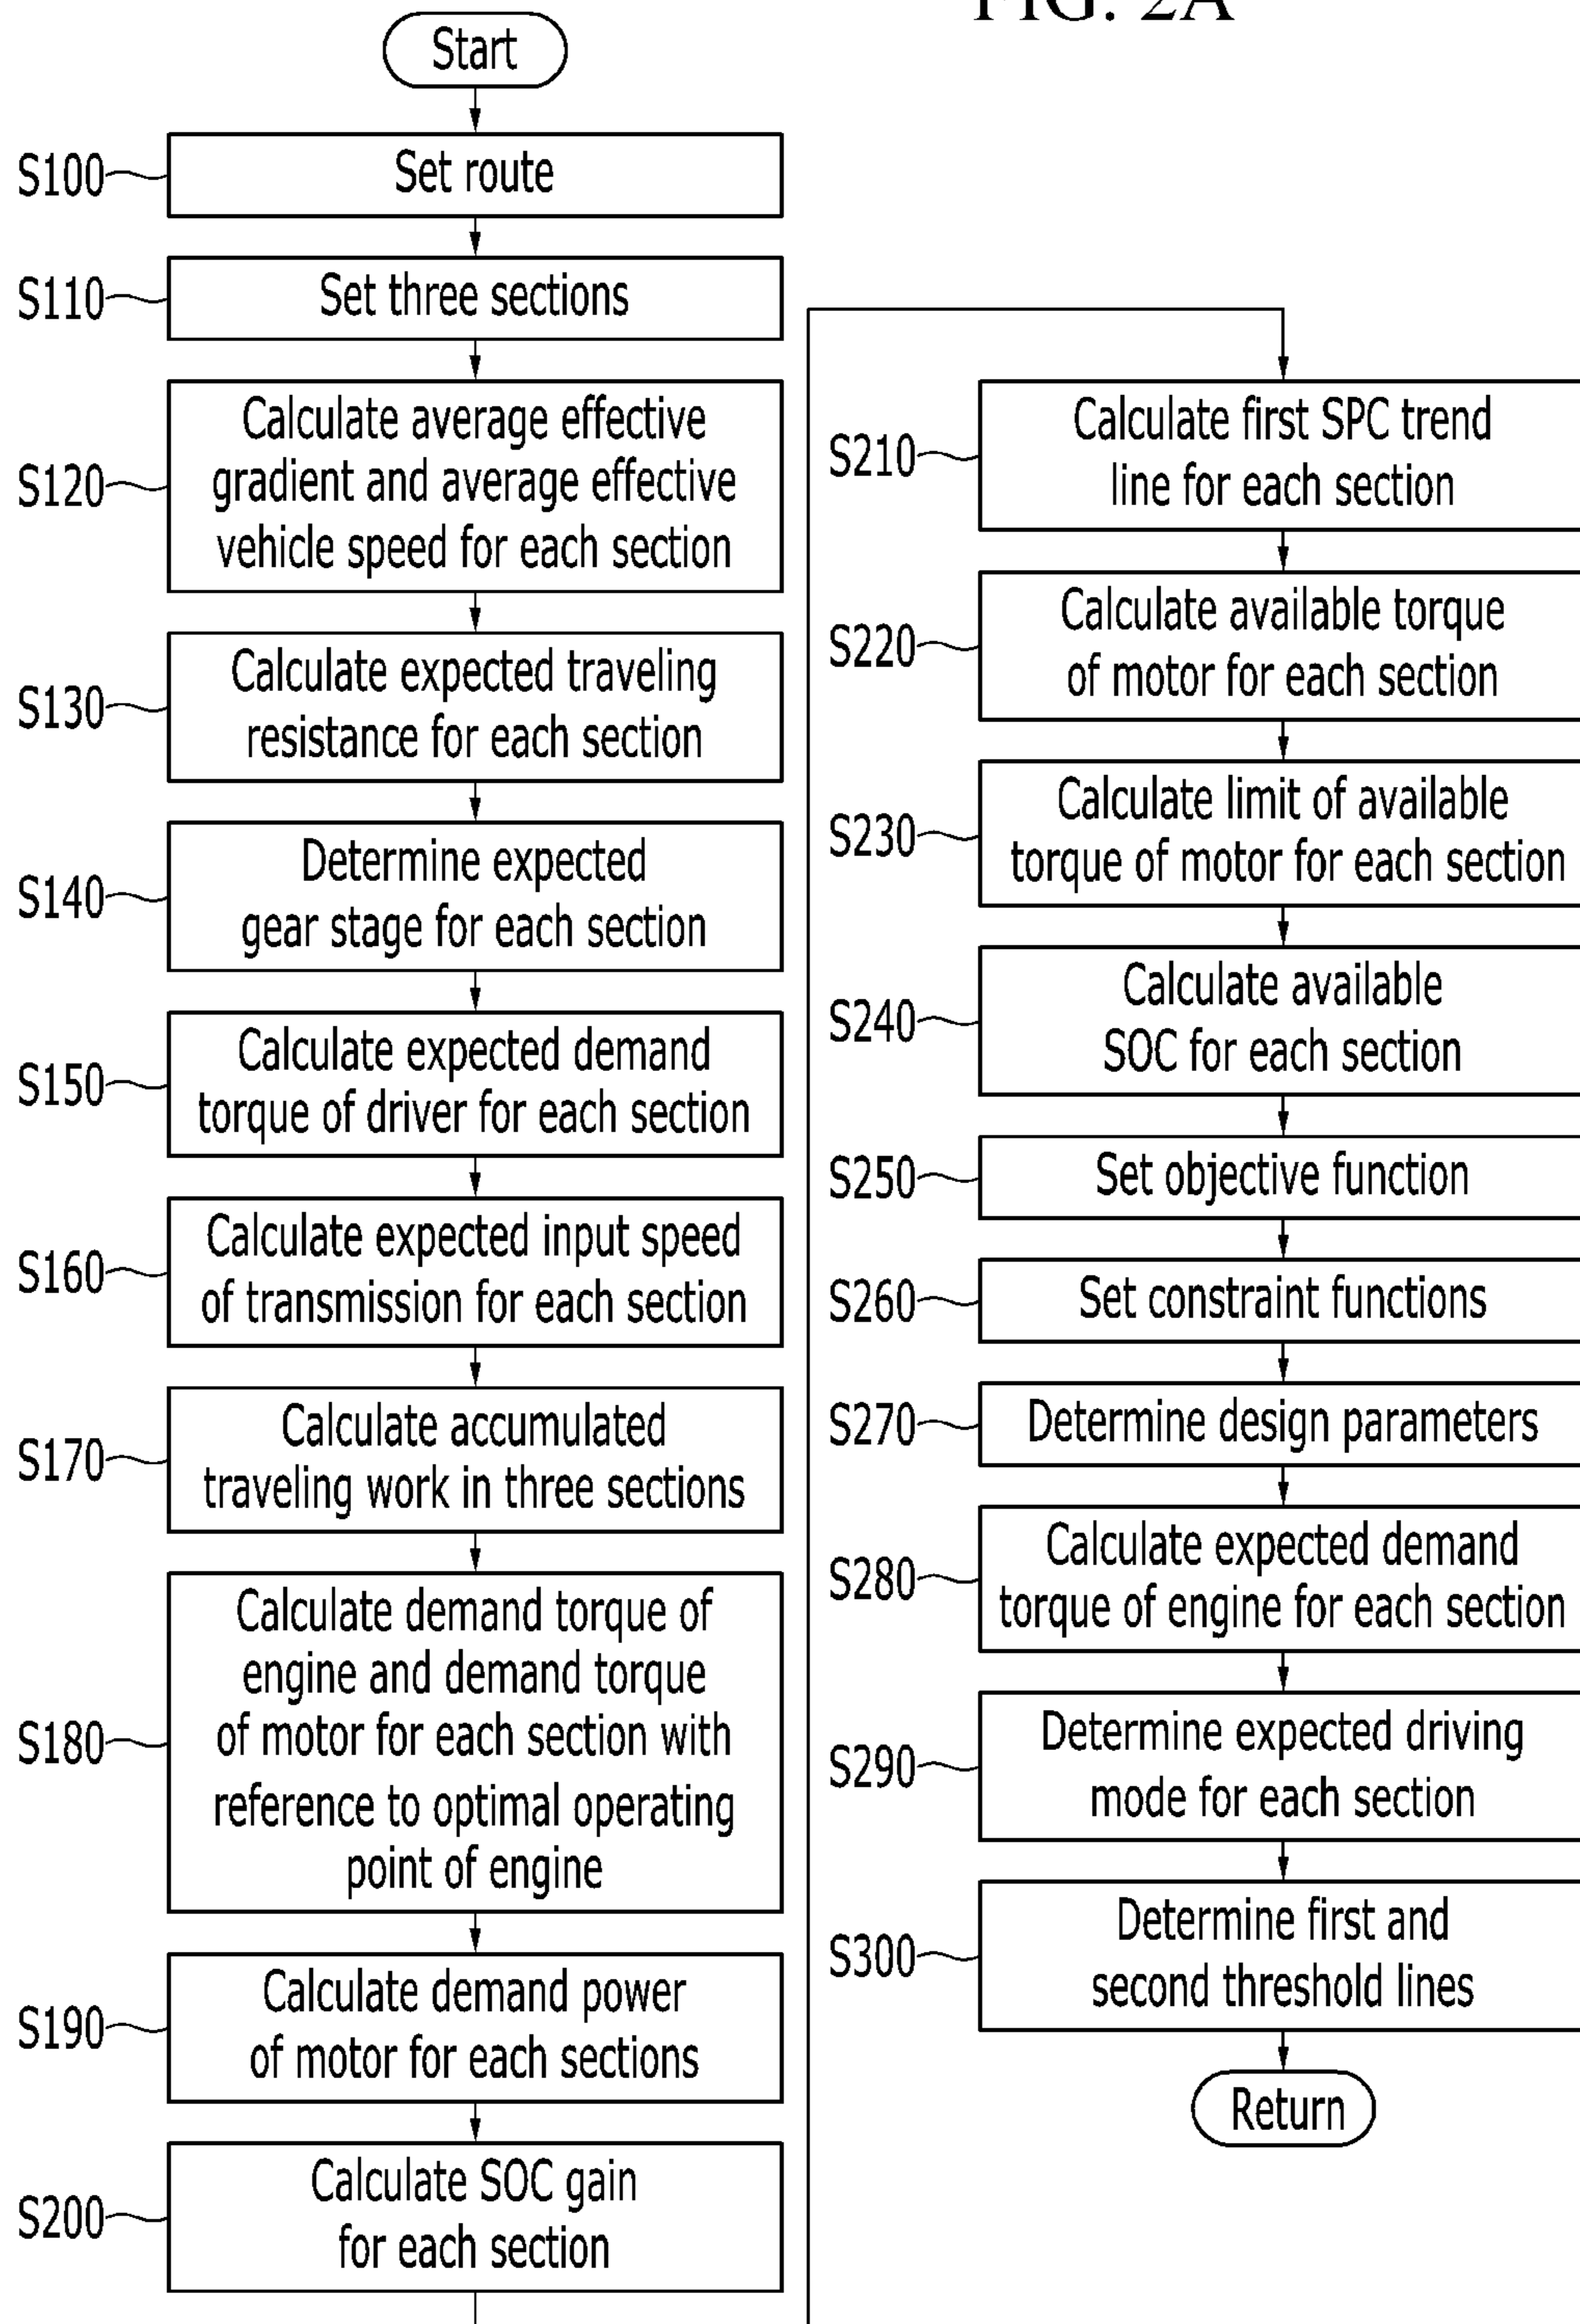 FIG. 2A
Start
S100
Set route
S110
Set three sections
S120
Calculate average effective
gradient and average effective
vehicle speed for each section
S130
Calculate expected traveling
resistance for each section
S140
Determine expected
gear stage for each section
S150
Calculate expected demand
torque of driver for each section
S160
Calculate expected input speed
of transmission for each section
S170
Calculate accumulated
traveling work in three sections
S180
Calculate demand torque of
engine and demand torque
of motor for each section with
reference to optimal operating
point of engine
S190
Calculate demand power
of motor for each sections
S200
Calculate SOC gain
for each section
S210
Calculate first SPC trend
line for each section
S220
Calculate available torque
of motor for each section
S230
Calculate limit of available
torque of motor for each section
S240
Calculate available
SOC for each section
S250
Set objective function
S260
Set constraint functions
S270
Determine design parameters
S280
Calculate expected demand
torque of engine for each section
S290
Determine expected driving
mode for each section
S300
Determine first and
second threshold lines
Return